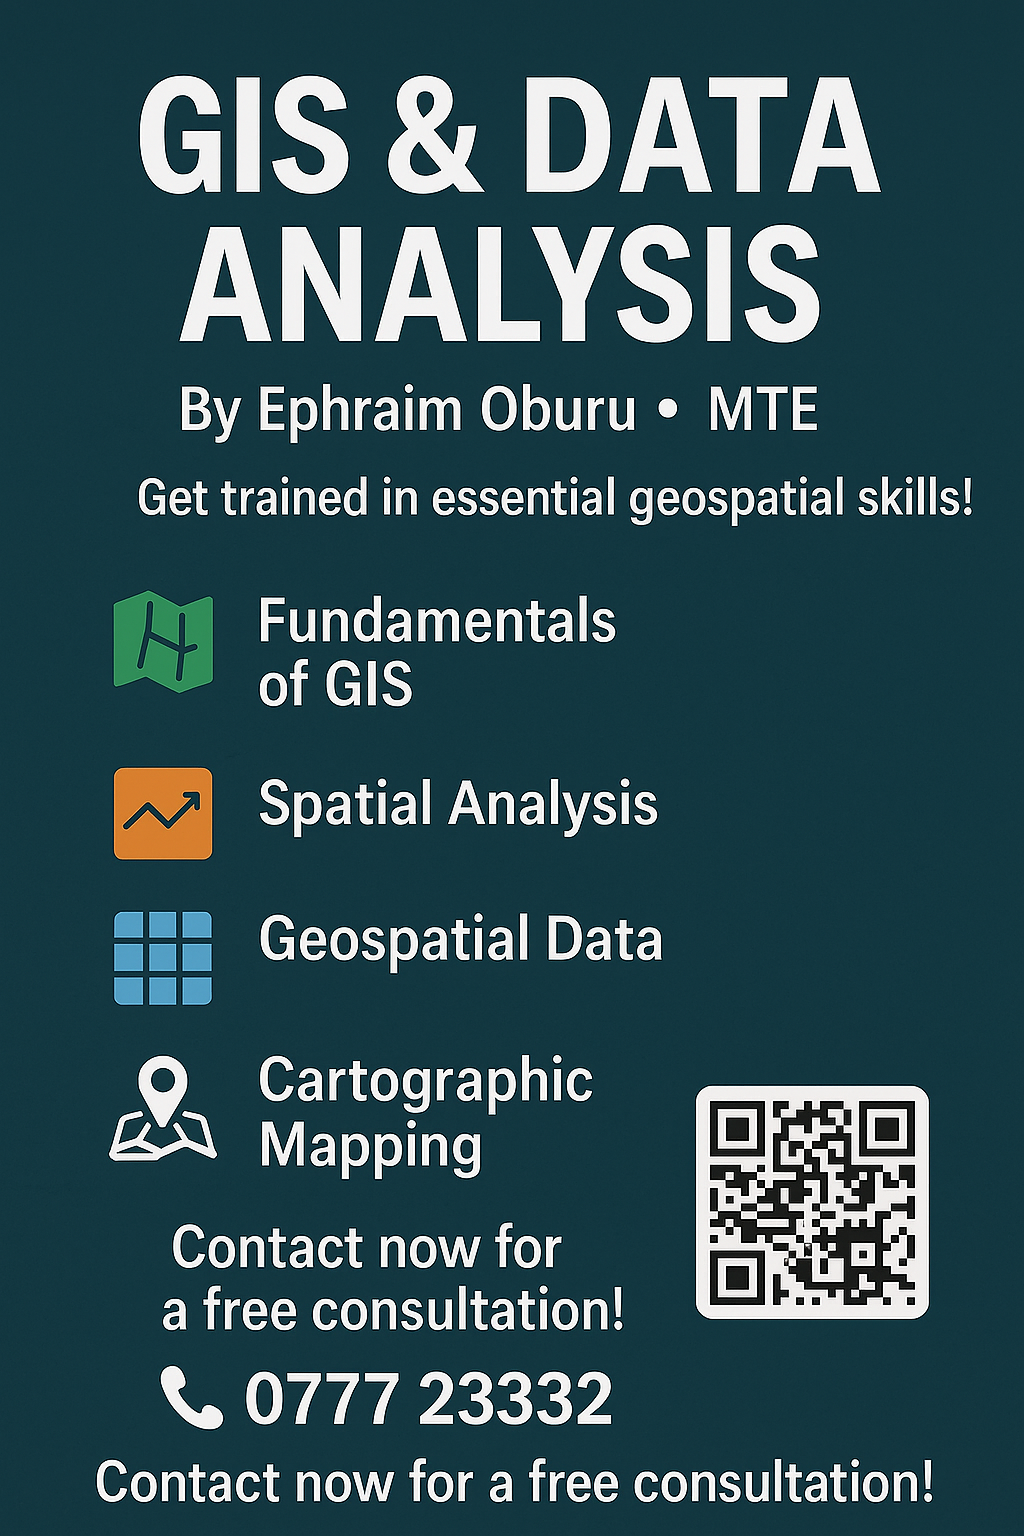 GIS & DATA
ANALYSIS
By Ephraim Oburu • MTE
Get trained in essential geospatial skills!
Fundamentals
of GIS
Spatial Analysis
Geospatial Data
Cartographic
Mapping
Contact now for
a free consultation!
0777 23332
Contact now for a free consultation!